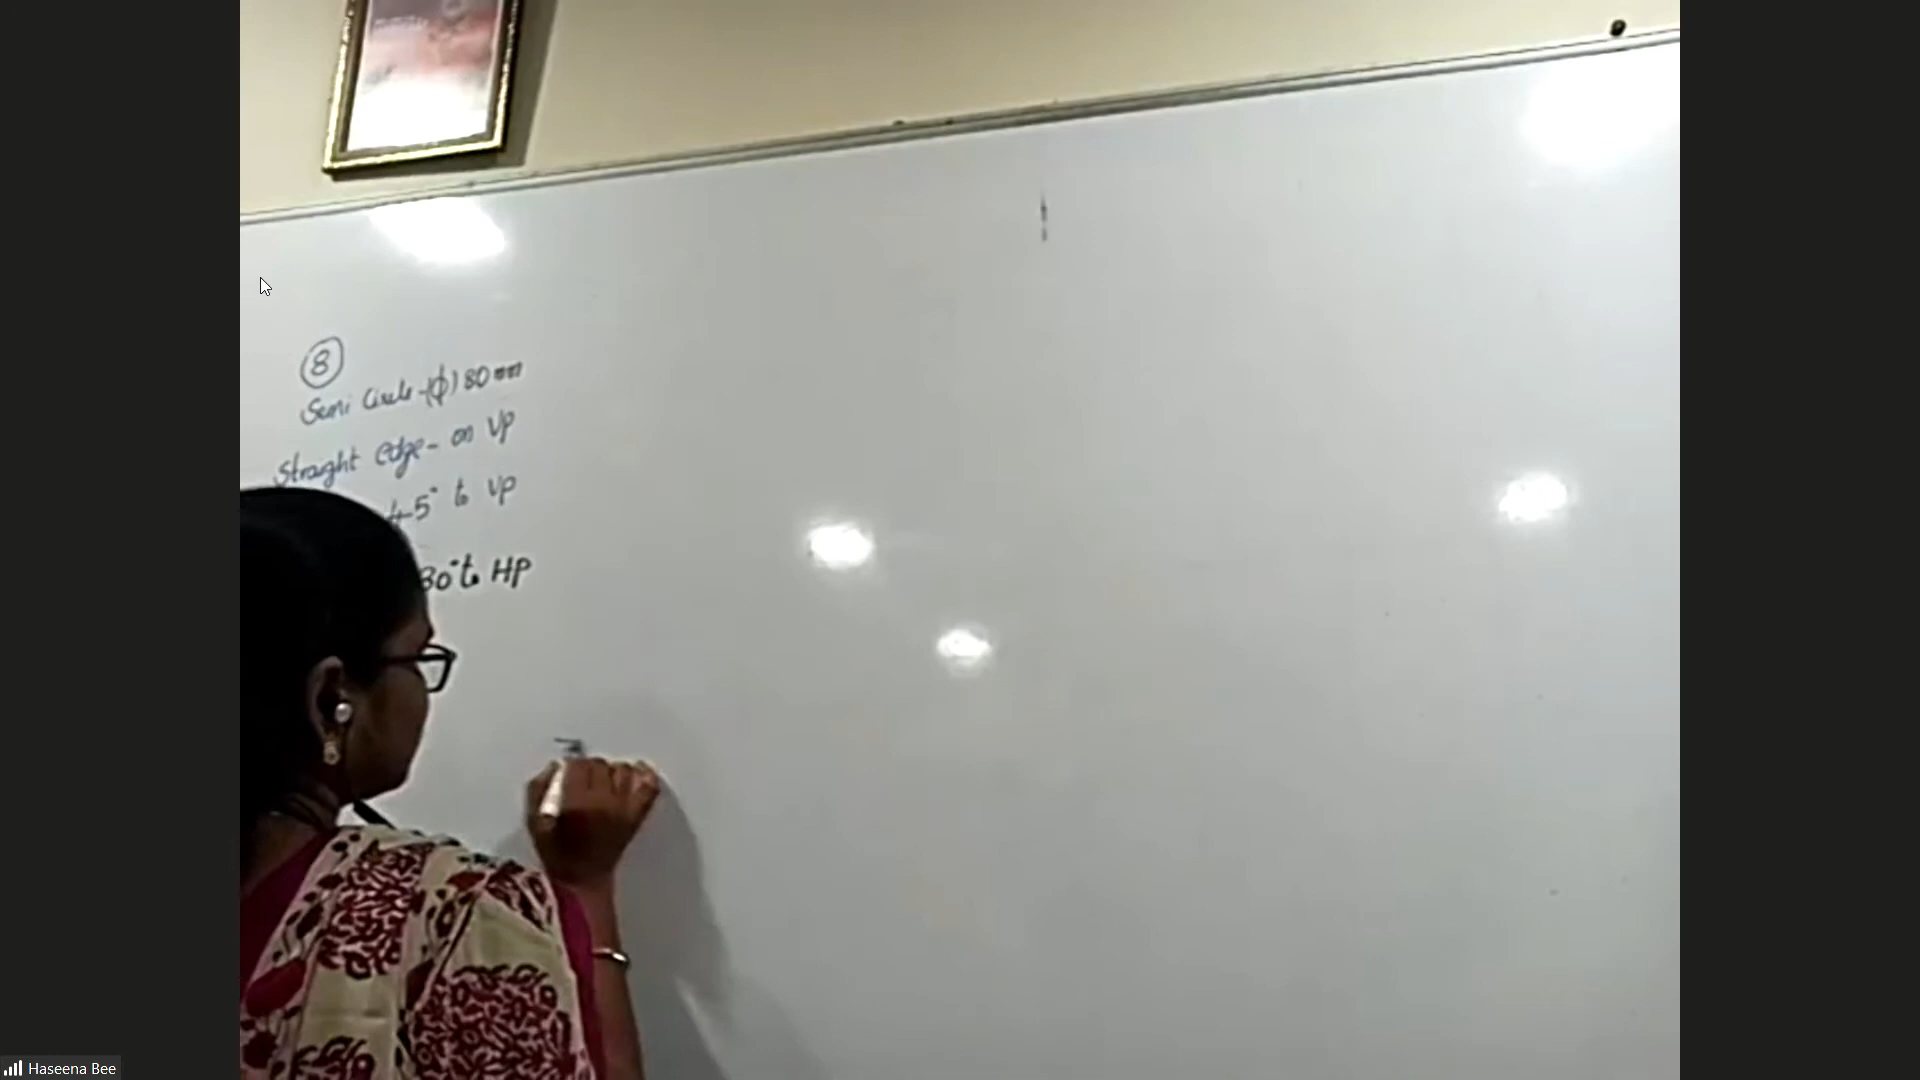 8
Semi Circle - (ϕ) 80 mm
Straight edge - on VP
45° to VP
30° to HP
Haseena Bee